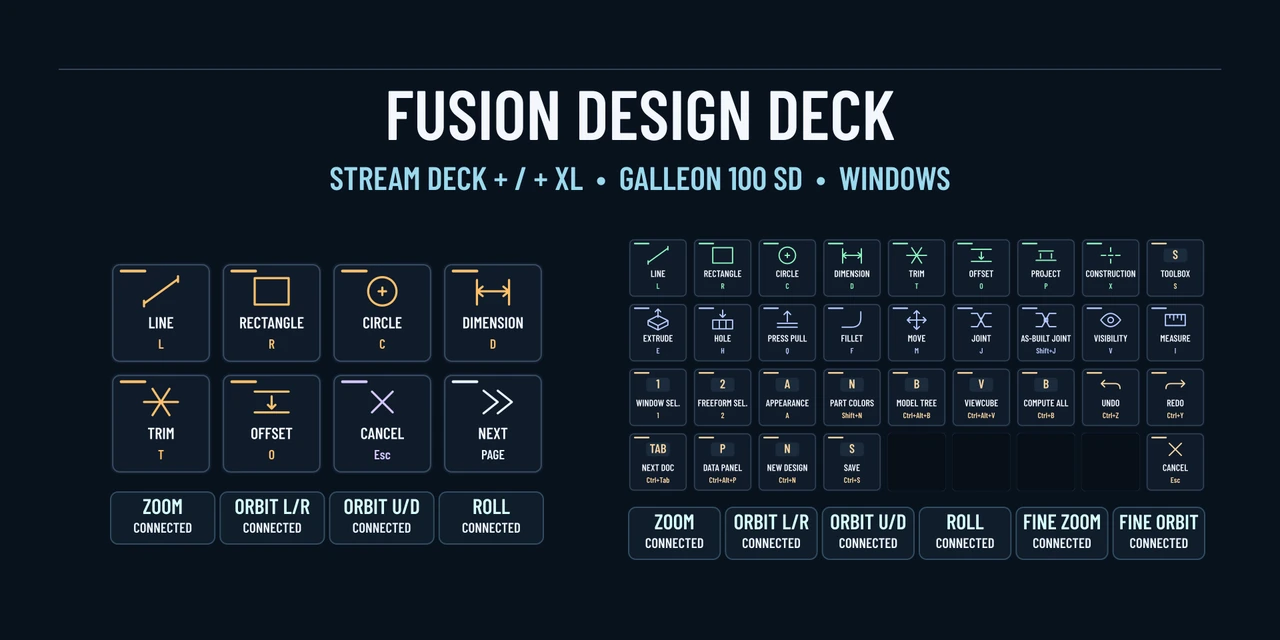 FUSION DESIGN DECK
STREAM DECK + / + XL • GALLEON 100 SD • WINDOWS
LINE
L
RECTANGLE
R
CIRCLE
C
DIMENSION
D
TRIM
T
OFFSET
O
CANCEL
Esc
NEXT
PAGE
ZOOM
CONNECTED
ORBIT L/R
CONNECTED
ORBIT U/D
CONNECTED
ROLL
CONNECTED
LINE
L
RECTANGLE
R
CIRCLE
C
DIMENSION
D
TRIM
T
OFFSET
O
PROJECT
P
CONSTRUCTION
X
S
TOOLBOX
S
EXTRUDE
E
HOLE
H
PRESS PULL
Q
FILLET
F
MOVE
M
JOINT
J
AS-BUILT JOINT
Shift+J
VISIBILITY
V
MEASURE
I
1
WINDOW SEL.
1
2
FREEFORM SEL.
2
A
APPEARANCE
A
N
PART COLORS
Shift+N
B
MODEL TREE
Ctrl+Alt+B
V
VIEWCUBE
Ctrl+Alt+V
B
COMPUTE ALL
Ctrl+B
UNDO
Ctrl+Z
REDO
Ctrl+Y
TAB
NEXT DOC
Ctrl+Tab
P
DATA PANEL
Ctrl+Alt+P
N
NEW DESIGN
Ctrl+N
S
SAVE
Ctrl+S
CANCEL
Esc
ZOOM
CONNECTED
ORBIT L/R
CONNECTED
ORBIT U/D
CONNECTED
ROLL
CONNECTED
FINE ZOOM
CONNECTED
FINE ORBIT
CONNECTED